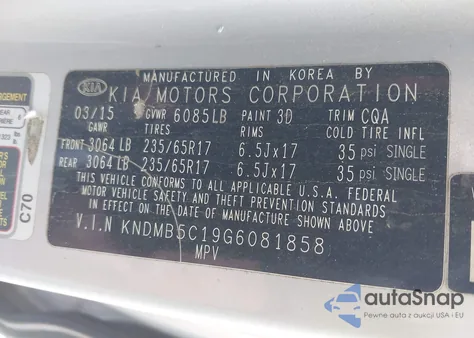 MANUFACTURED IN KOREA BY
KIA
KIA MOTORS CORPORATION
03/15 GVWR 6085LB PAINT 3D TRIM CQA
GAWR TIRES RIMS COLD TIRE INFL
FRONT 3064 LB 235/65R17 6.5Jx17 35 psi SINGLE
REAR 3064 LB 235/65R17 6.5Jx17 35 psi SINGLE
THIS VEHICLE CONFORMS TO ALL APPLICABLE U.S.A. FEDERAL
MOTOR VEHICLE SAFETY AND THEFT PREVENTION STANDARDS
IN EFFECT ON THE DATE OF MANUFACTURE SHOWN ABOVE
V.I.N KNDMB5C19G6081858
MPV
C70
autoSnap
Pewne auta z aukcji USA i EU